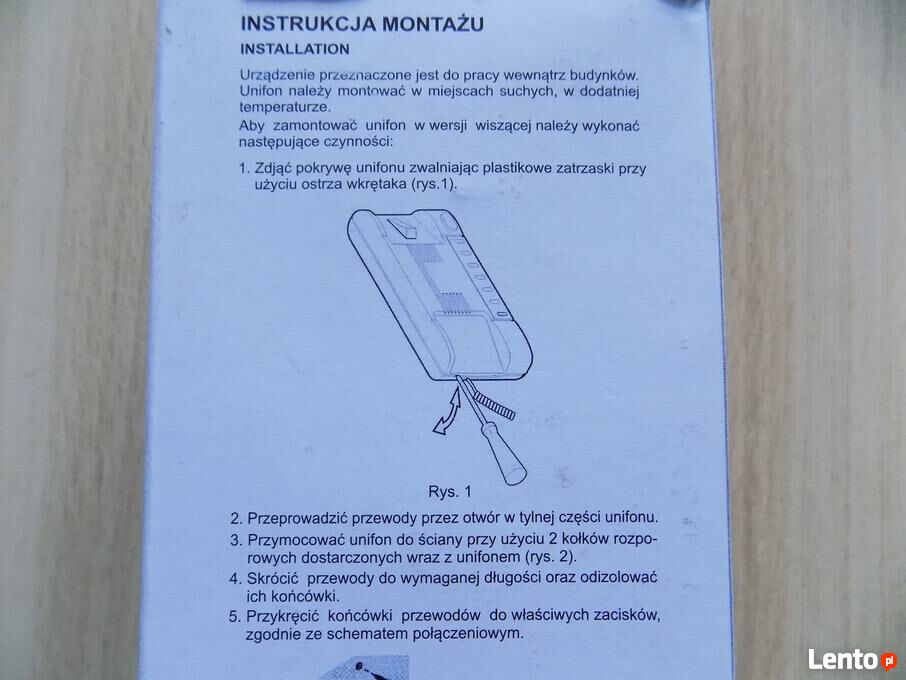 INSTRUKCJA MONTAŻU
INSTALLATION
Urządzenie przeznaczone jest do pracy wewnątrz budynków.
Unifon należy montować w miejscach suchych, w dodatniej
temperaturze.
Aby zamontować unifon w wersji wiszącej należy wykonać
następujące czynności:
1. Zdjąć pokrywę unifonu zwalniając plastikowe zatrzaski przy
użyciu ostrza wkrętaka (rys.1).
Rys. 1
2. Przeprowadzić przewody przez otwór w tylnej części unifonu.
3. Przymocować unifon do ściany przy użyciu 2 kołków rozpo-
rowych dostarczonych wraz z unifonem (rys. 2).
4. Skrócić przewody do wymaganej długości oraz odizolować
ich końcówki.
5. Przykręcić końcówki przewodów do właściwych zacisków,
zgodnie ze schematem połączeniowym.
Lento pl